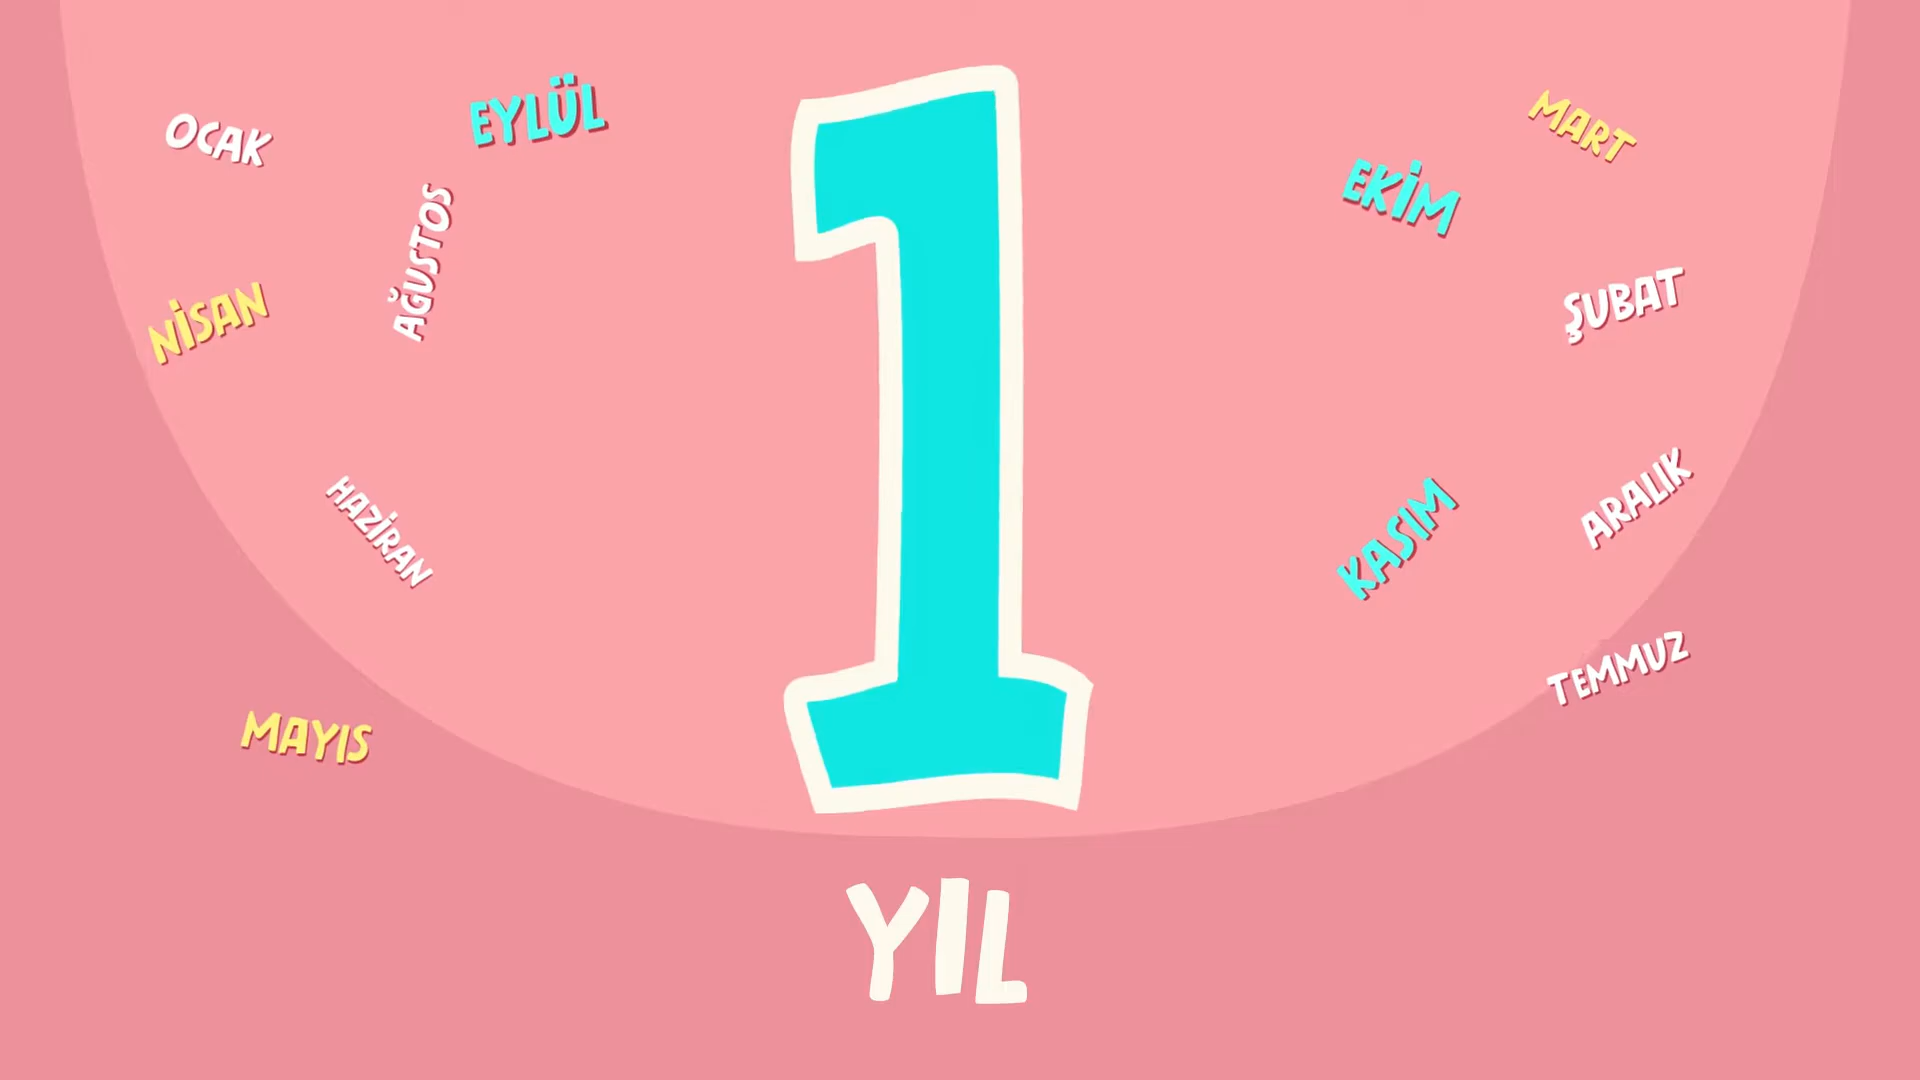 OCAK
EYLÜL
AĞUSTOS
NİSAN
HAZİRAN
MAYIS
1
YIL
MART
EKİM
ŞUBAT
KASIM
ARALIK
TEMMUZ